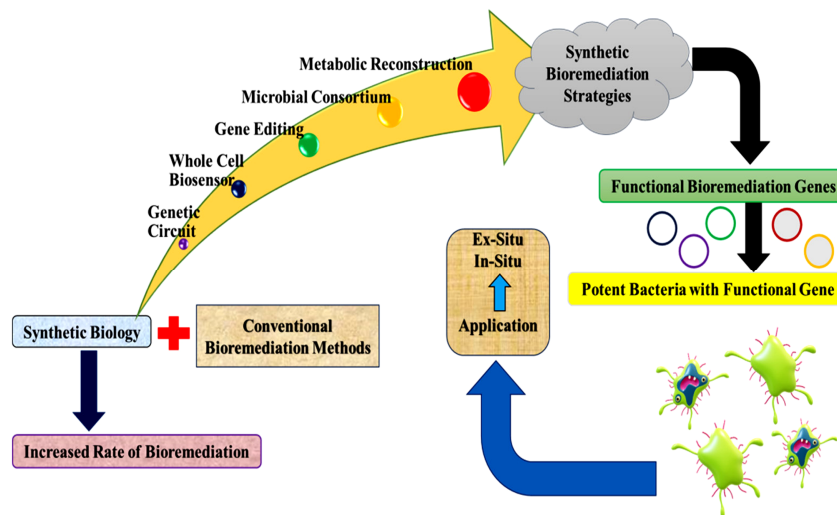 Metabolic Reconstruction
Microbial Consortium
Gene Editing
Whole Cell
Biosensor
Genetic
Circuit
Synthetic
Bioremediation
Strategies
Functional Bioremediation Genes
Potent Bacteria with Functional Gene
Ex-Situ
In-Situ
Application
Synthetic Biology
Conventional
Bioremediation Methods
Increased Rate of Bioremediation